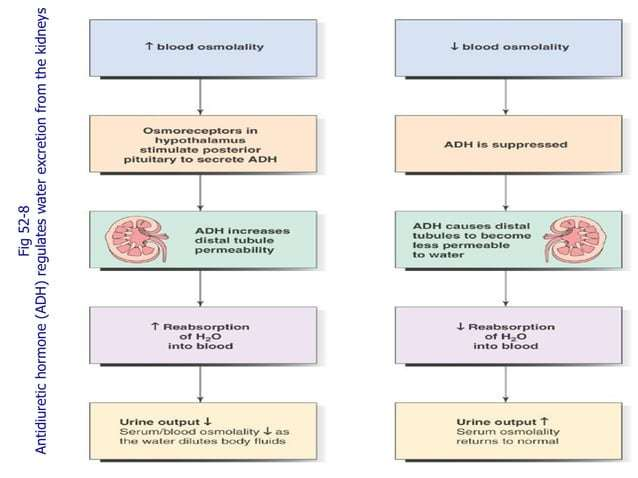 Fig 52-8
Antidiuretic hormone (ADH) regulates water excretion from the kidneys
↑ blood osmolality
Osmoreceptors in
hypothalamus
stimulate posterior
pituitary to secrete ADH
ADH increases
distal tubule
permeability
↑ Reabsorption
of H₂O
into blood
Urine output ↓
Serum/blood osmolality ↓ as
the water dilutes body fluids
↓ blood osmolality
ADH is suppressed
ADH causes distal
tubules to become
less permeable
to water
↓ Reabsorption
of H₂O
into blood
Urine output ↑
Serum osmolality
returns to normal